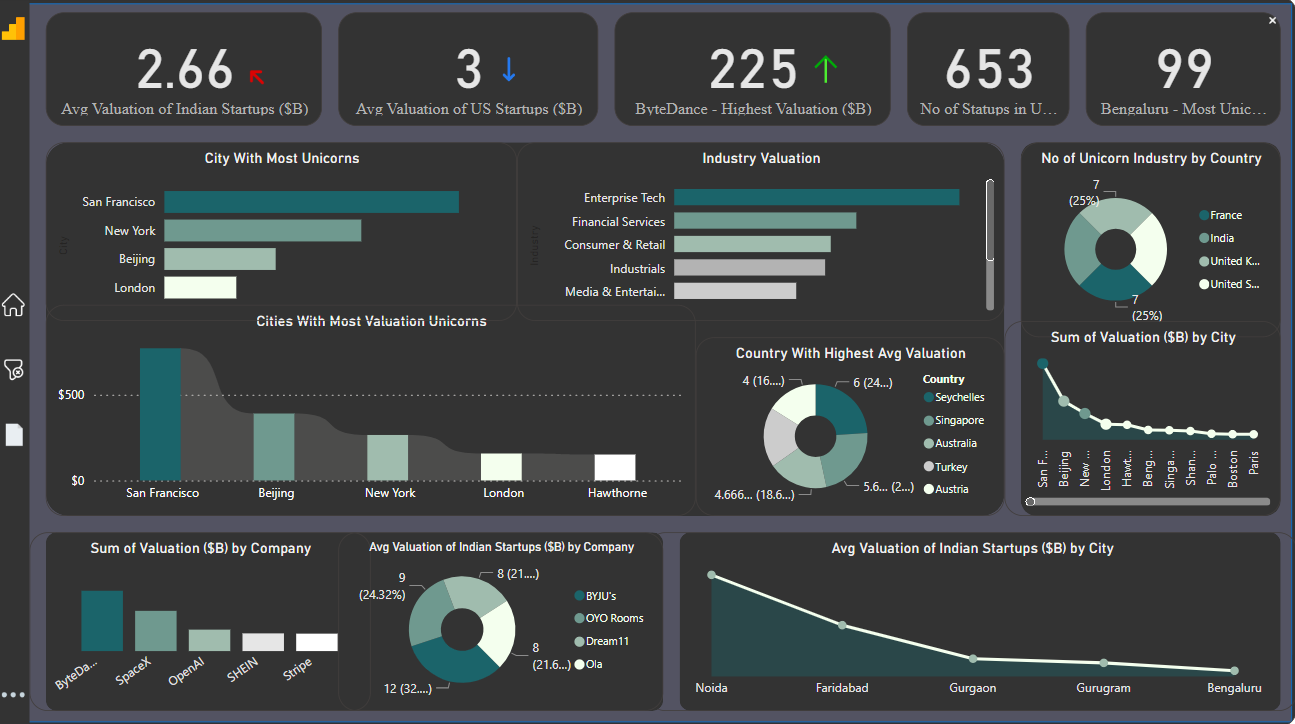 2.66
Avg Valuation of Indian Startups ($B)
3
Avg Valuation of US Startups ($B)
225
ByteDance - Highest Valuation ($B)
653
No of Statups in U...
99
Bengaluru - Most Unic...
City With Most Unicorns
City
San Francisco
New York
Beijing
London
Industry Valuation
Industry
Enterprise Tech
Financial Services
Consumer & Retail
Industrials
Media & Entertai...
No of Unicorn Industry by Country
7
(25%)
7
(25%)
France
India
United K...
United S...
Cities With Most Valuation Unicorns
$500
$0
San Francisco
Beijing
New York
London
Hawthorne
Country With Highest Avg Valuation
4 (16....)
6 (24...)
5.6... (2...)
4.666... (18.6...)
Country
Seychelles
Singapore
Australia
Turkey
Austria
Sum of Valuation ($B) by City
San F...
Beijing
New ...
London
Hawt...
Beng...
Singa...
Shan...
Palo ...
Boston
Paris
Sum of Valuation ($B) by Company
ByteDa...
SpaceX
OpenAI
SHEIN
Stripe
Avg Valuation of Indian Startups ($B) by Company
9
(24.32%)
8 (21....)
8
(21.6...)
12 (32....)
BYJU's
OYO Rooms
Dream11
Ola
Avg Valuation of Indian Startups ($B) by City
Noida
Faridabad
Gurgaon
Gurugram
Bengaluru